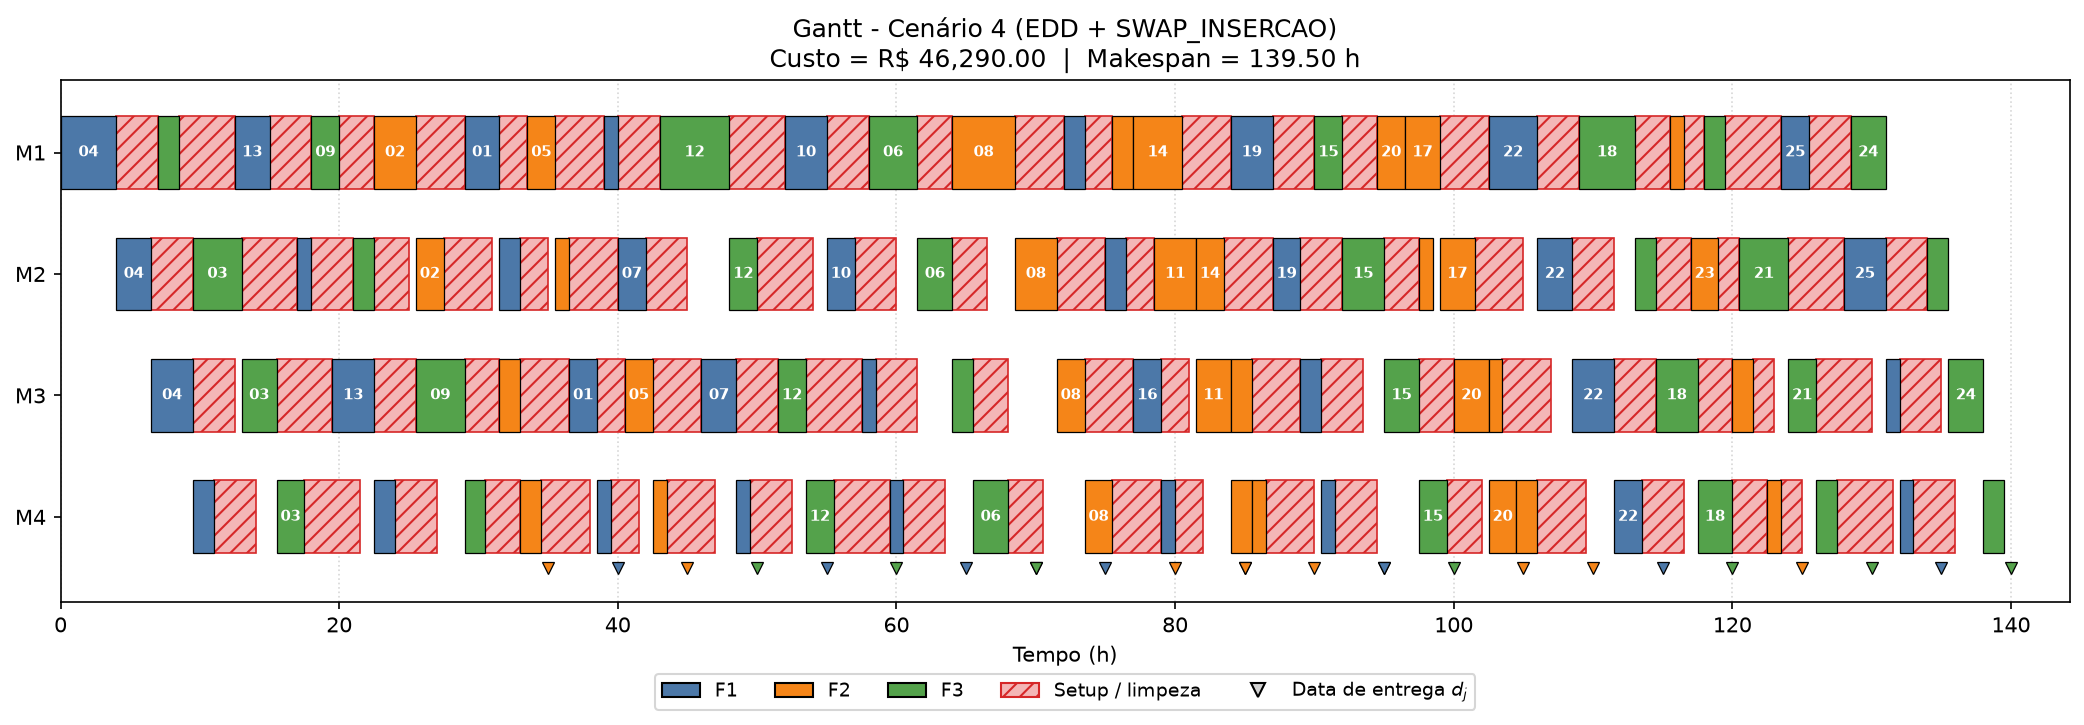 Gantt - Cenário 4 (EDD + SWAP_INSERCAO)
Custo = R$ 46,290.00 | Makespan = 139.50 h
M1 04 13 09 02 01 05 12 10 06 08 14 19 15 20 17 22 18 25 24
M2 04 03 02 07 12 10 06 08 11 14 19 15 17 22 23 21 25
M3 04 03 13 09 01 05 07 12 08 16 11 15 20 22 18 21 24
M4 03 12 06 08 15 20 22 18
0 20 40 60 80 100 120 140
Tempo (h)
F1 F2 F3 Setup / limpeza Data de entrega dj